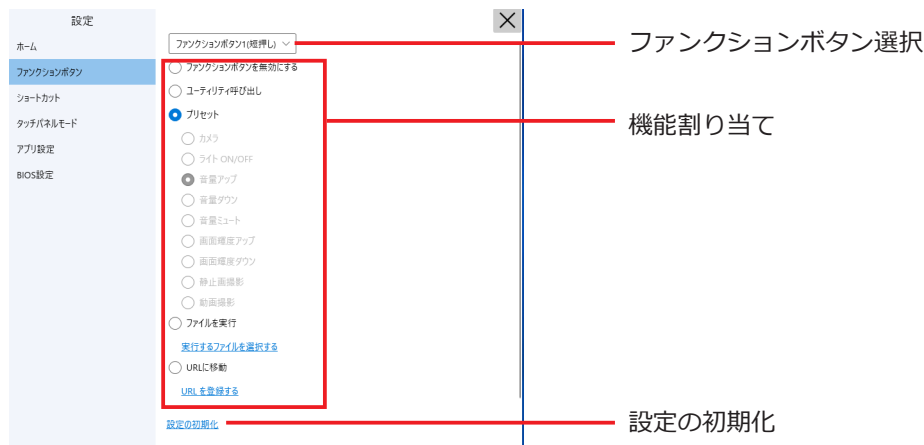 設定
ホーム
ファンクションボタン
ショートカット
タッチパネルモード
アプリ設定
BIOS設定
ファンクションボタン1(短押し)
ファンクションボタンを無効にする
ユーティリティ呼び出し
プリセット
カメラ
ライト ON/OFF
音量アップ
音量ダウン
音量ミュート
画面輝度アップ
画面輝度ダウン
静止画撮影
動画撮影
ファイルを実行
実行するファイルを選択する
URLに移動
URL を登録する
設定の初期化
ファンクションボタン選択
機能割り当て
設定の初期化